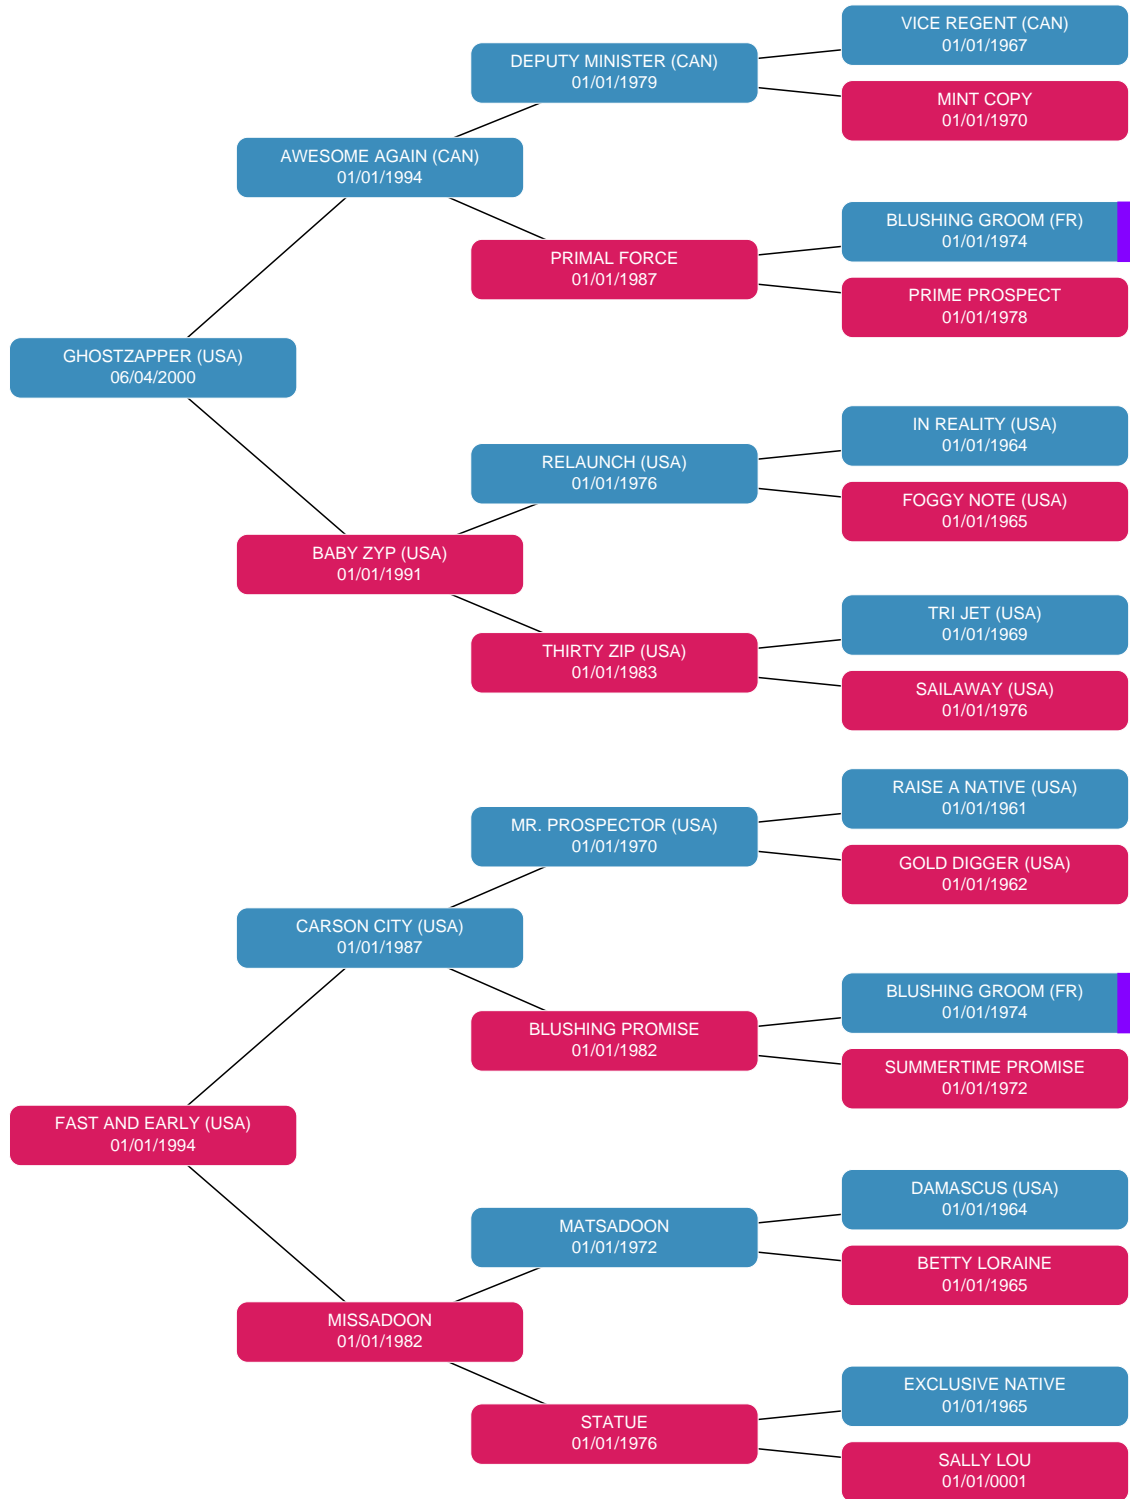 VICE REGENT (CAN)
01/01/1967
DEPUTY MINISTER (CAN)
01/01/1979
MINT COPY
01/01/1970
AWESOME AGAIN (CAN)
01/01/1994
BLUSHING GROOM (FR)
01/01/1974
PRIMAL FORCE
01/01/1987
PRIME PROSPECT
01/01/1978
GHOSTZAPPER (USA)
06/04/2000
IN REALITY (USA)
01/01/1964
RELAUNCH (USA)
01/01/1976
FOGGY NOTE (USA)
01/01/1965
BABY ZYP (USA)
01/01/1991
TRI JET (USA)
01/01/1969
THIRTY ZIP (USA)
01/01/1983
SAILAWAY (USA)
01/01/1976
RAISE A NATIVE (USA)
01/01/1961
MR. PROSPECTOR (USA)
01/01/1970
GOLD DIGGER (USA)
01/01/1962
CARSON CITY (USA)
01/01/1987
BLUSHING GROOM (FR)
01/01/1974
BLUSHING PROMISE
01/01/1982
SUMMERTIME PROMISE
01/01/1972
FAST AND EARLY (USA)
01/01/1994
DAMASCUS (USA)
01/01/1964
MATSADOON
01/01/1972
BETTY LORAINE
01/01/1965
MISSADOON
01/01/1982
EXCLUSIVE NATIVE
01/01/1965
STATUE
01/01/1976
SALLY LOU
01/01/0001